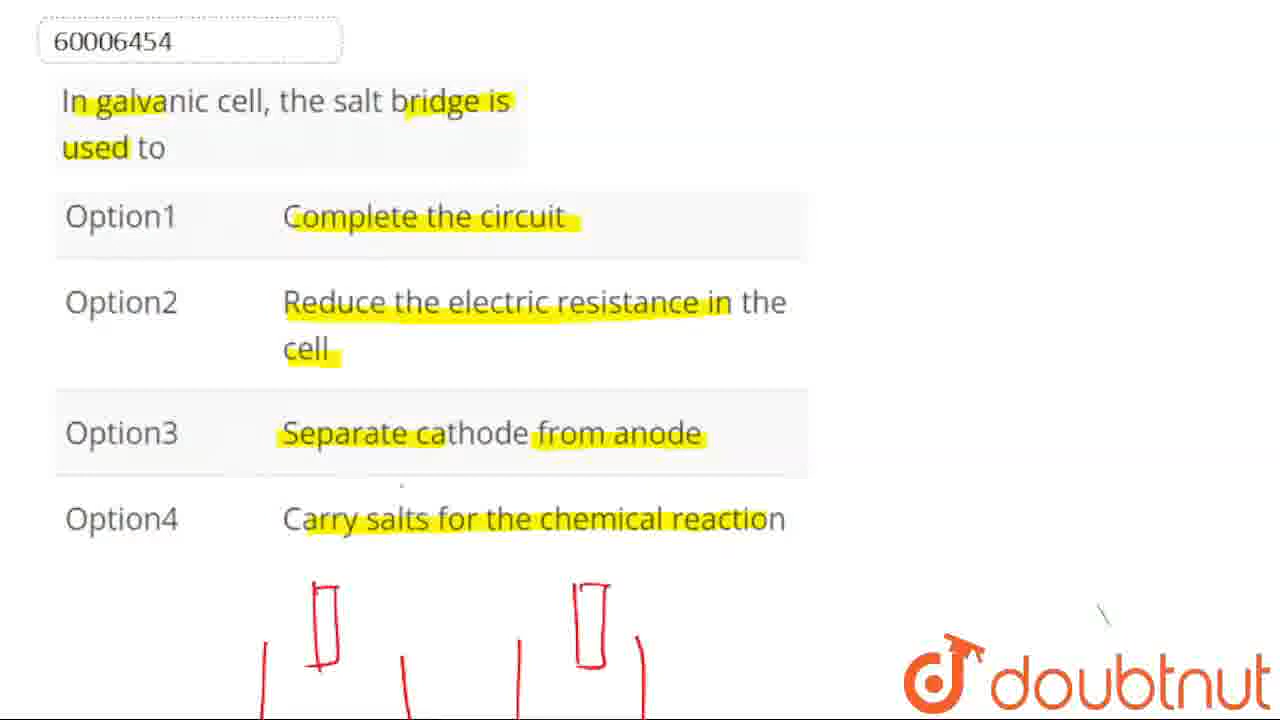 60006454
In galvanic cell, the salt bridge is
used to
Option1 Complete the circuit
Option2 Reduce the electric resistance in the
cell
Option3 Separate cathode from anode
Option4 Carry salts for the chemical reaction
doubtnut